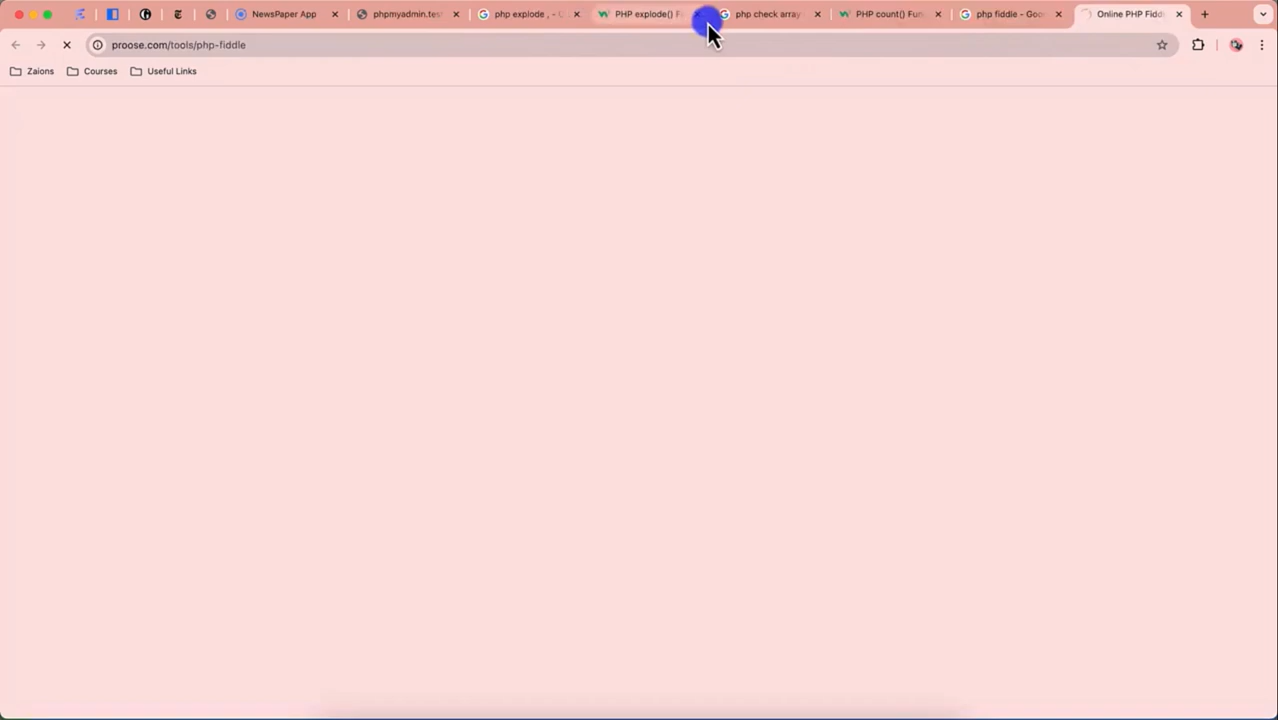 NewsPaper App
phpmyadmin.tes
php explode , -
PHP explode() F
php check array
PHP count() Fun
php fiddle - Goo
Online PHP Fidd
proose.com/tools/php-fiddle
Zaions
Courses
Useful Links